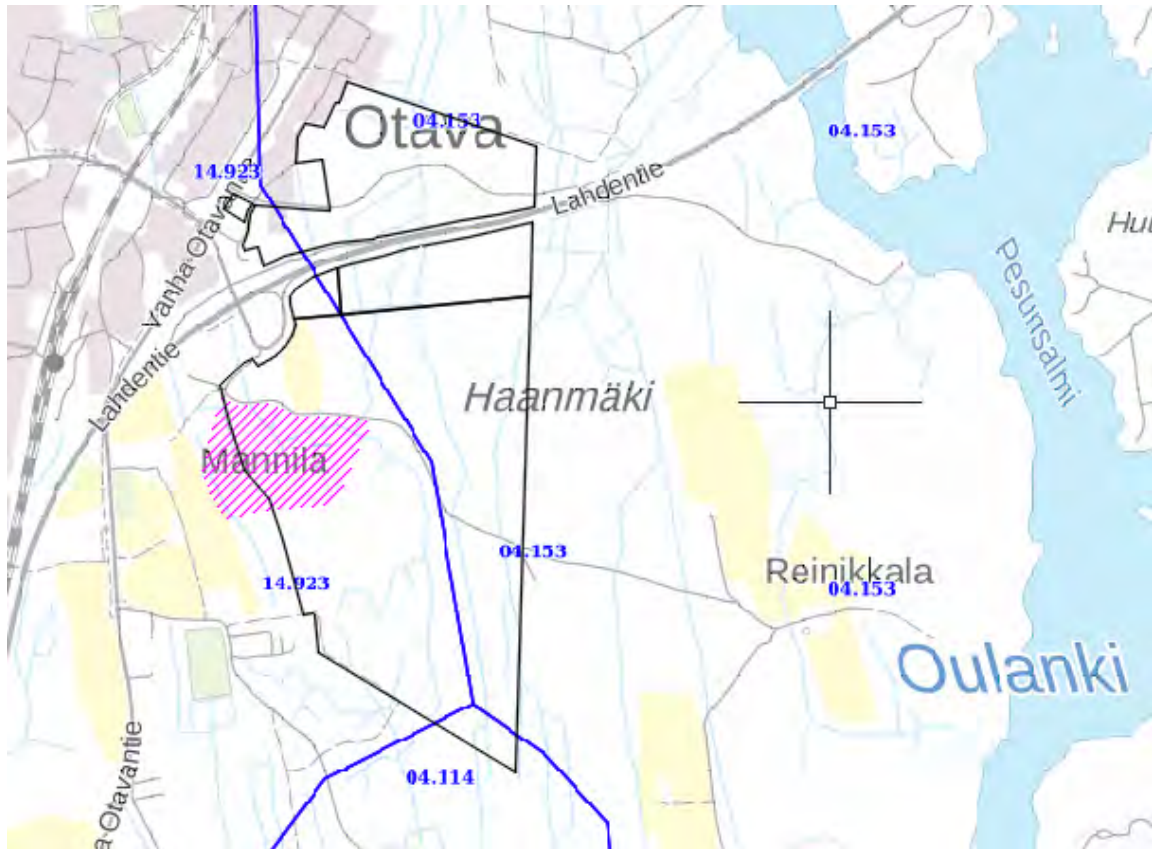 Otava
04.153
04.153
14.923
Lahdentie
Vanha-Otavantie
Pesunsalmi
Lahdentie
Haanmäki
Mannila
04.153
14.923
Reinikkala
04.153
Oulanki
04.114